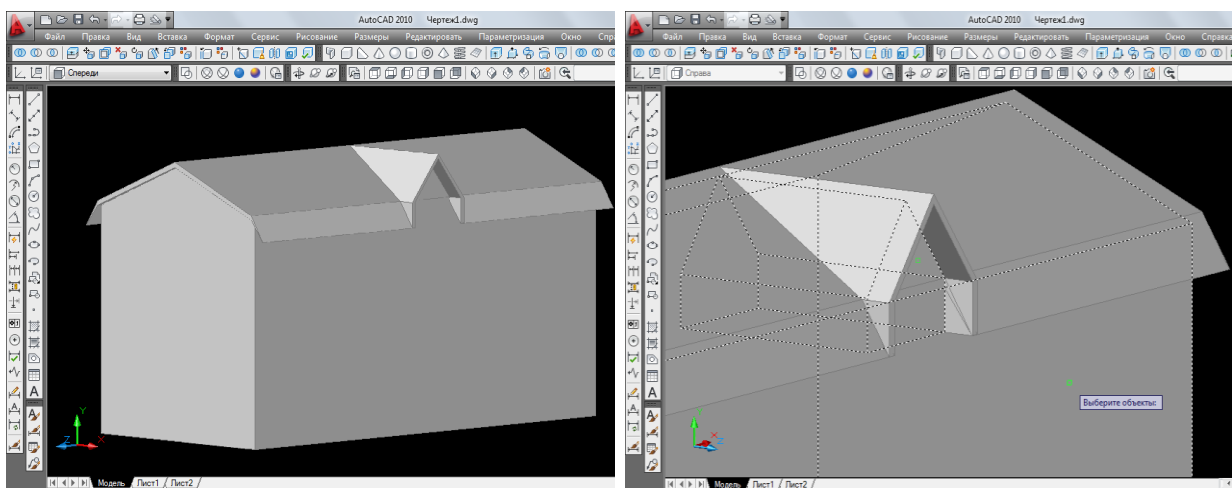 AutoCAD 2010 Чертеж1.dwg
Файл Правка Вид Вставка Формат Сервис Рисование Размеры Редактировать Параметризация Окно Спра
Спереди
A
A
Y
Z X
Модель Лист1 Лист2
AutoCAD 2010 Чертеж1.dwg
Файл Правка Вид Вставка Формат Сервис Рисование Размеры Редактировать Параметризация Окно Справка
Справа
Выберите объекты:
A
A
X
Z
Модель Лист1 Лист2